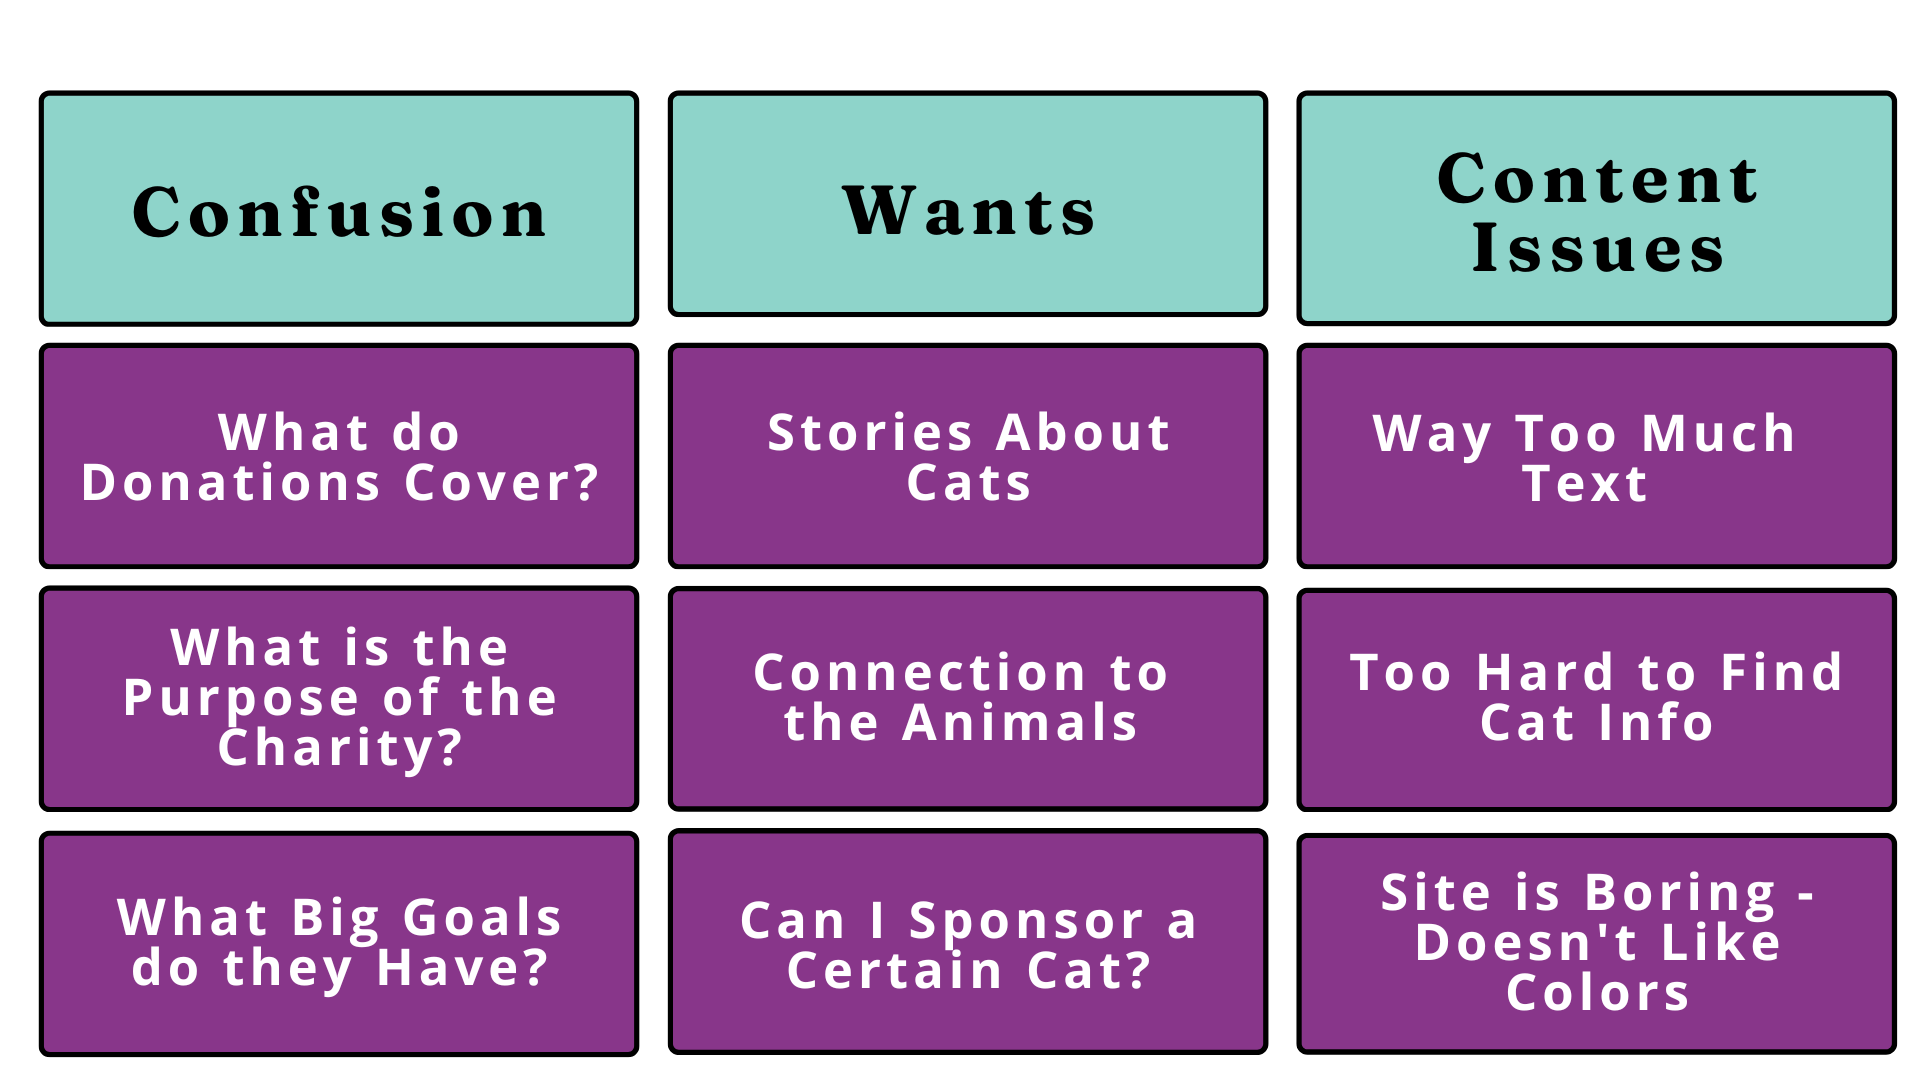 Confusion
Wants
Content
Issues
What do
Donations Cover?
Stories About
Cats
Way Too Much
Text
What is the
Purpose of the
Charity?
Connection to
the Animals
Too Hard to Find
Cat Info
What Big Goals
do they Have?
Can I Sponsor a
Certain Cat?
Site is Boring -
Doesn't Like
Colors